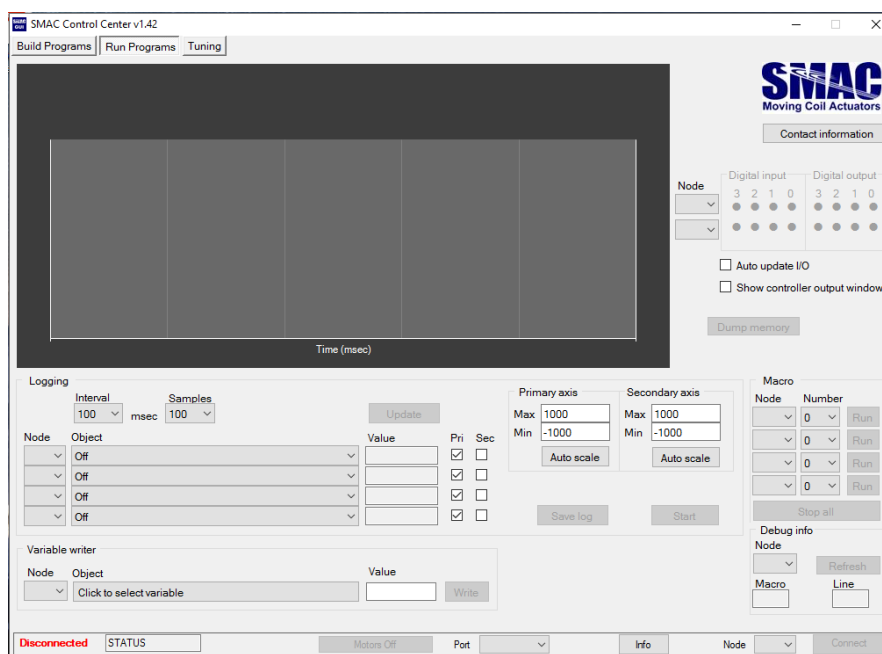 SMAC Control Center v1.42
Build Programs Run Programs Tuning
SMAC
Moving Coil Actuators
Contact information
Digital input Digital output
Node 3 2 1 0 3 2 1 0
Auto update I/O
Show controller output window
Dump memory
Time (msec)
Logging
Interval Samples
100 msec 100 Update
Node Object Value Pri Sec
Off
Off
Off
Off
Primary axis Secondary axis
Max 1000 Max 1000
Min -1000 Min -1000
Auto scale Auto scale
Save log Start
Macro
Node Number
0 Run
0 Run
0 Run
0 Run
Stop all
Debug info
Node
Refresh
Macro Line
Variable writer
Node Object Value
Click to select variable Write
Disconnected STATUS Motors Off Port Info Node Connect